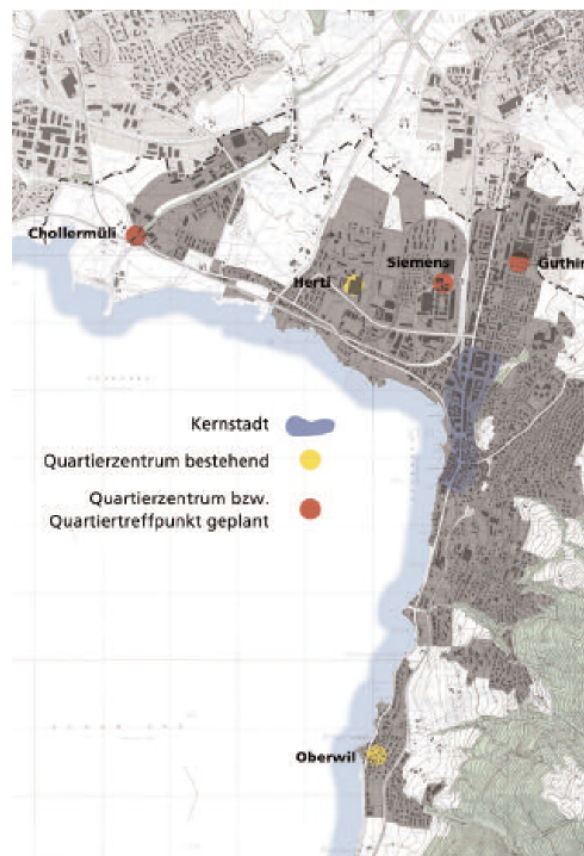 Chollermüli
Siemens
Guthir
Herti
Kernstadt
Quartierzentrum bestehend
Quartierzentrum bzw.
Quartiertreffpunkt geplant
Oberwil